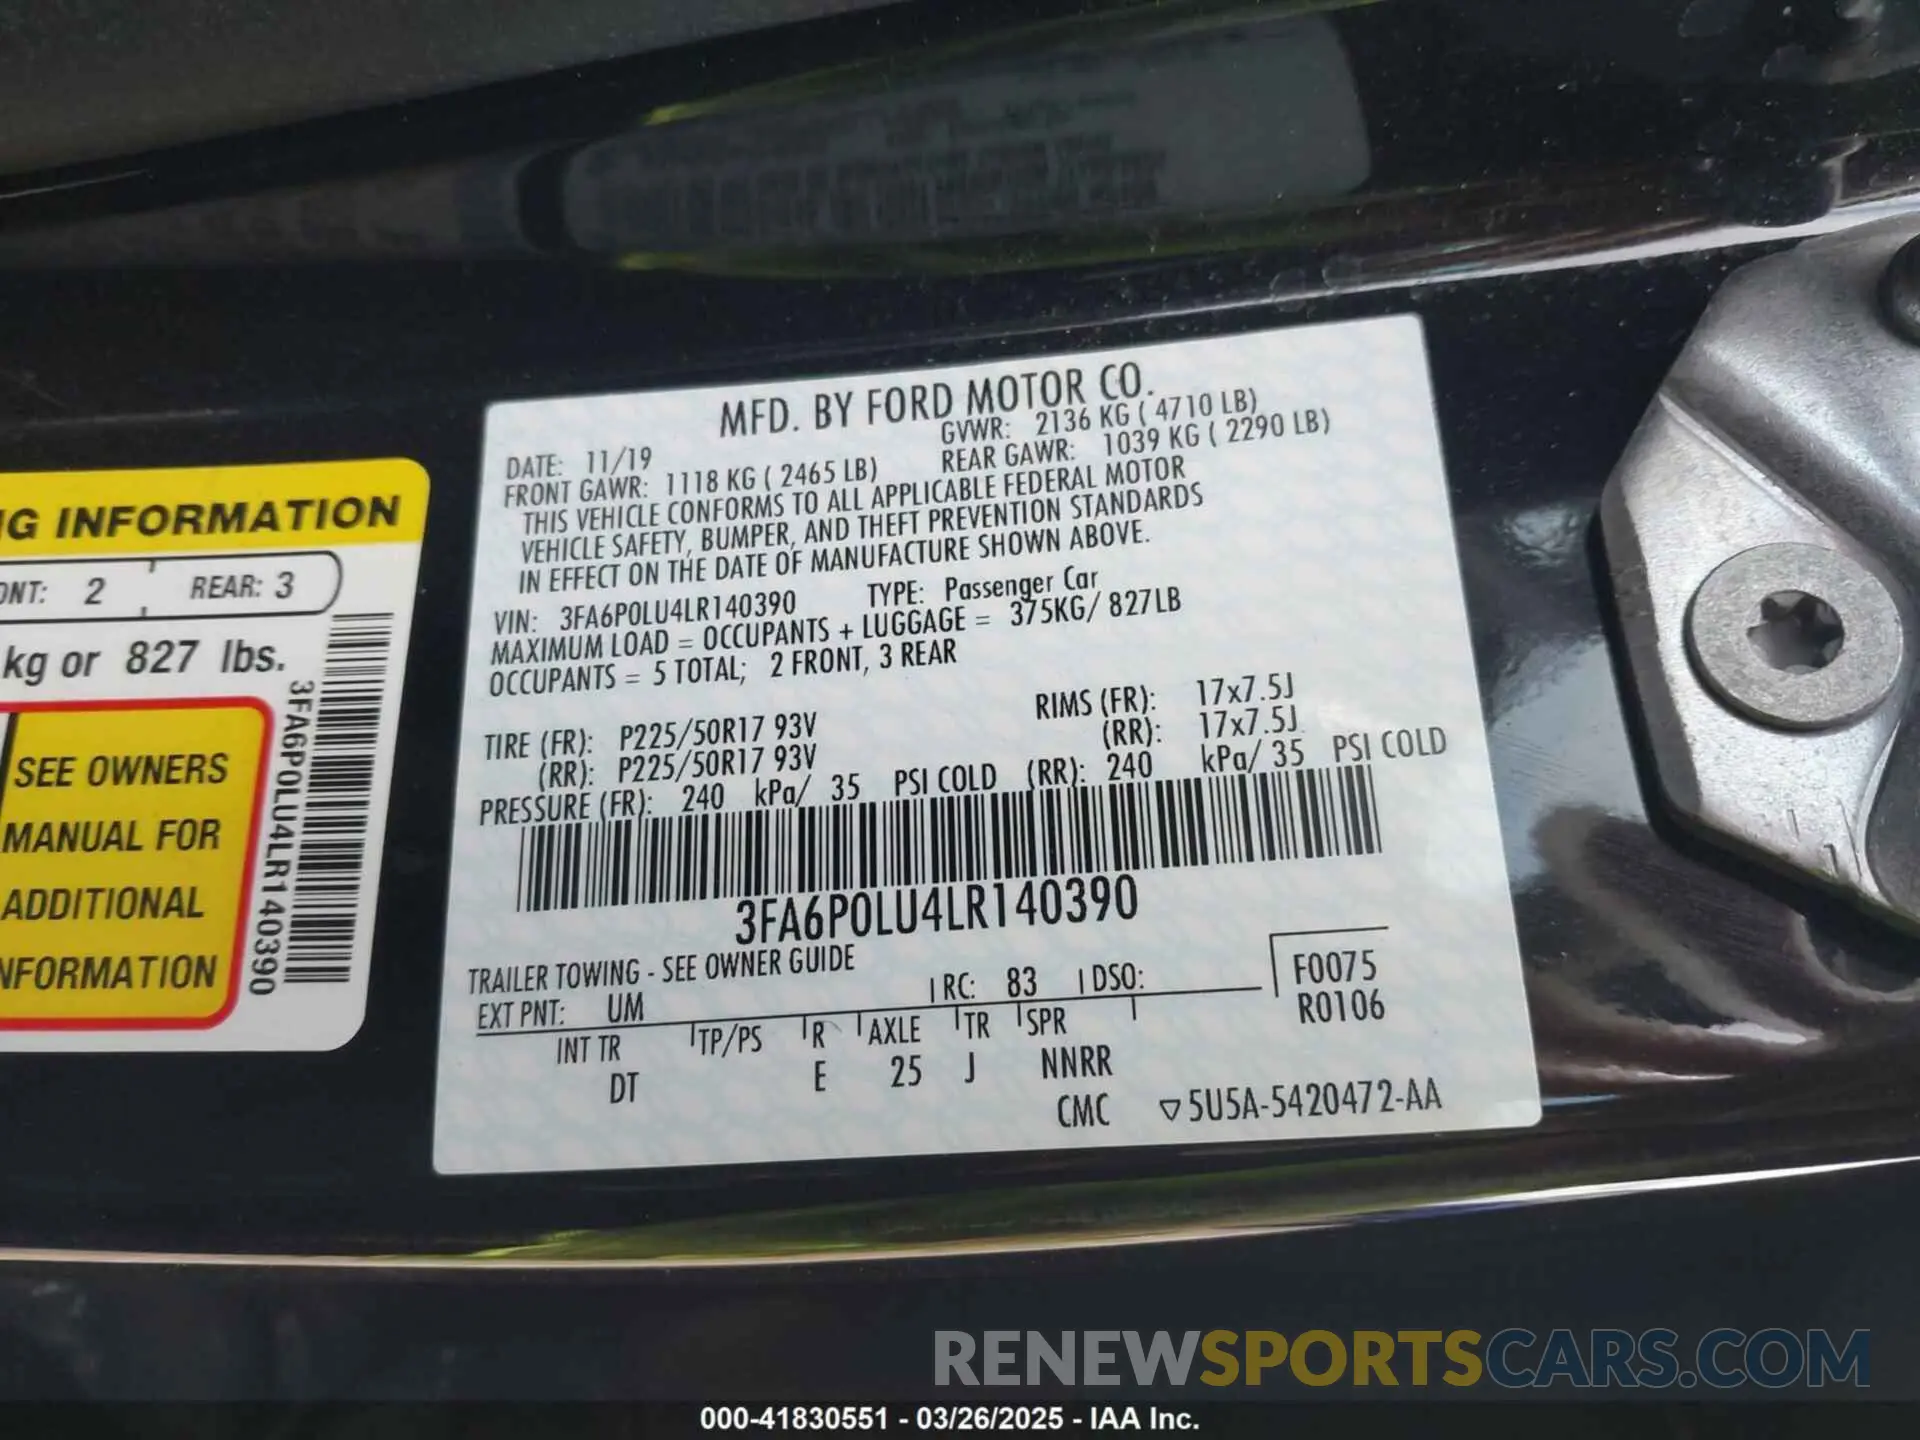 MFD. BY FORD MOTOR CO.
DATE: 11/19
GVWR: 2136 KG ( 4710 LB)
FRONT GAWR: 1118 KG ( 2465 LB)
REAR GAWR: 1039 KG ( 2290 LB)
THIS VEHICLE CONFORMS TO ALL APPLICABLE FEDERAL MOTOR
VEHICLE SAFETY, BUMPER, AND THEFT PREVENTION STANDARDS
IN EFFECT ON THE DATE OF MANUFACTURE SHOWN ABOVE.
VIN: 3FA6P0LU4LR140390 TYPE: Passenger Car
MAXIMUM LOAD = OCCUPANTS + LUGGAGE = 375KG/ 827LB
OCCUPANTS = 5 TOTAL; 2 FRONT, 3 REAR
TIRE (FR): P225/50R17 93V RIMS (FR): 17x7.5J
(RR): P225/50R17 93V (RR): 17x7.5J
PRESSURE (FR): 240 kPa/ 35 PSI COLD (RR): 240 kPa/ 35 PSI COLD
3FA6P0LU4LR140390
TRAILER TOWING - SEE OWNER GUIDE
EXT PNT: UM RC: 83 DSO:
F0075
R0106
INT TR TP/PS R AXLE TR SPR
DT E 25 J NNRR
CMC ▽5U5A-5420472-AA
NG INFORMATION
ONT: 2 REAR: 3
kg or 827 lbs.
SEE OWNERS
MANUAL FOR
ADDITIONAL
INFORMATION
3FA6P0LU4LR140390
RENEWSPORTSCARS.COM
000-41830551 - 03/26/2025 - IAA Inc.